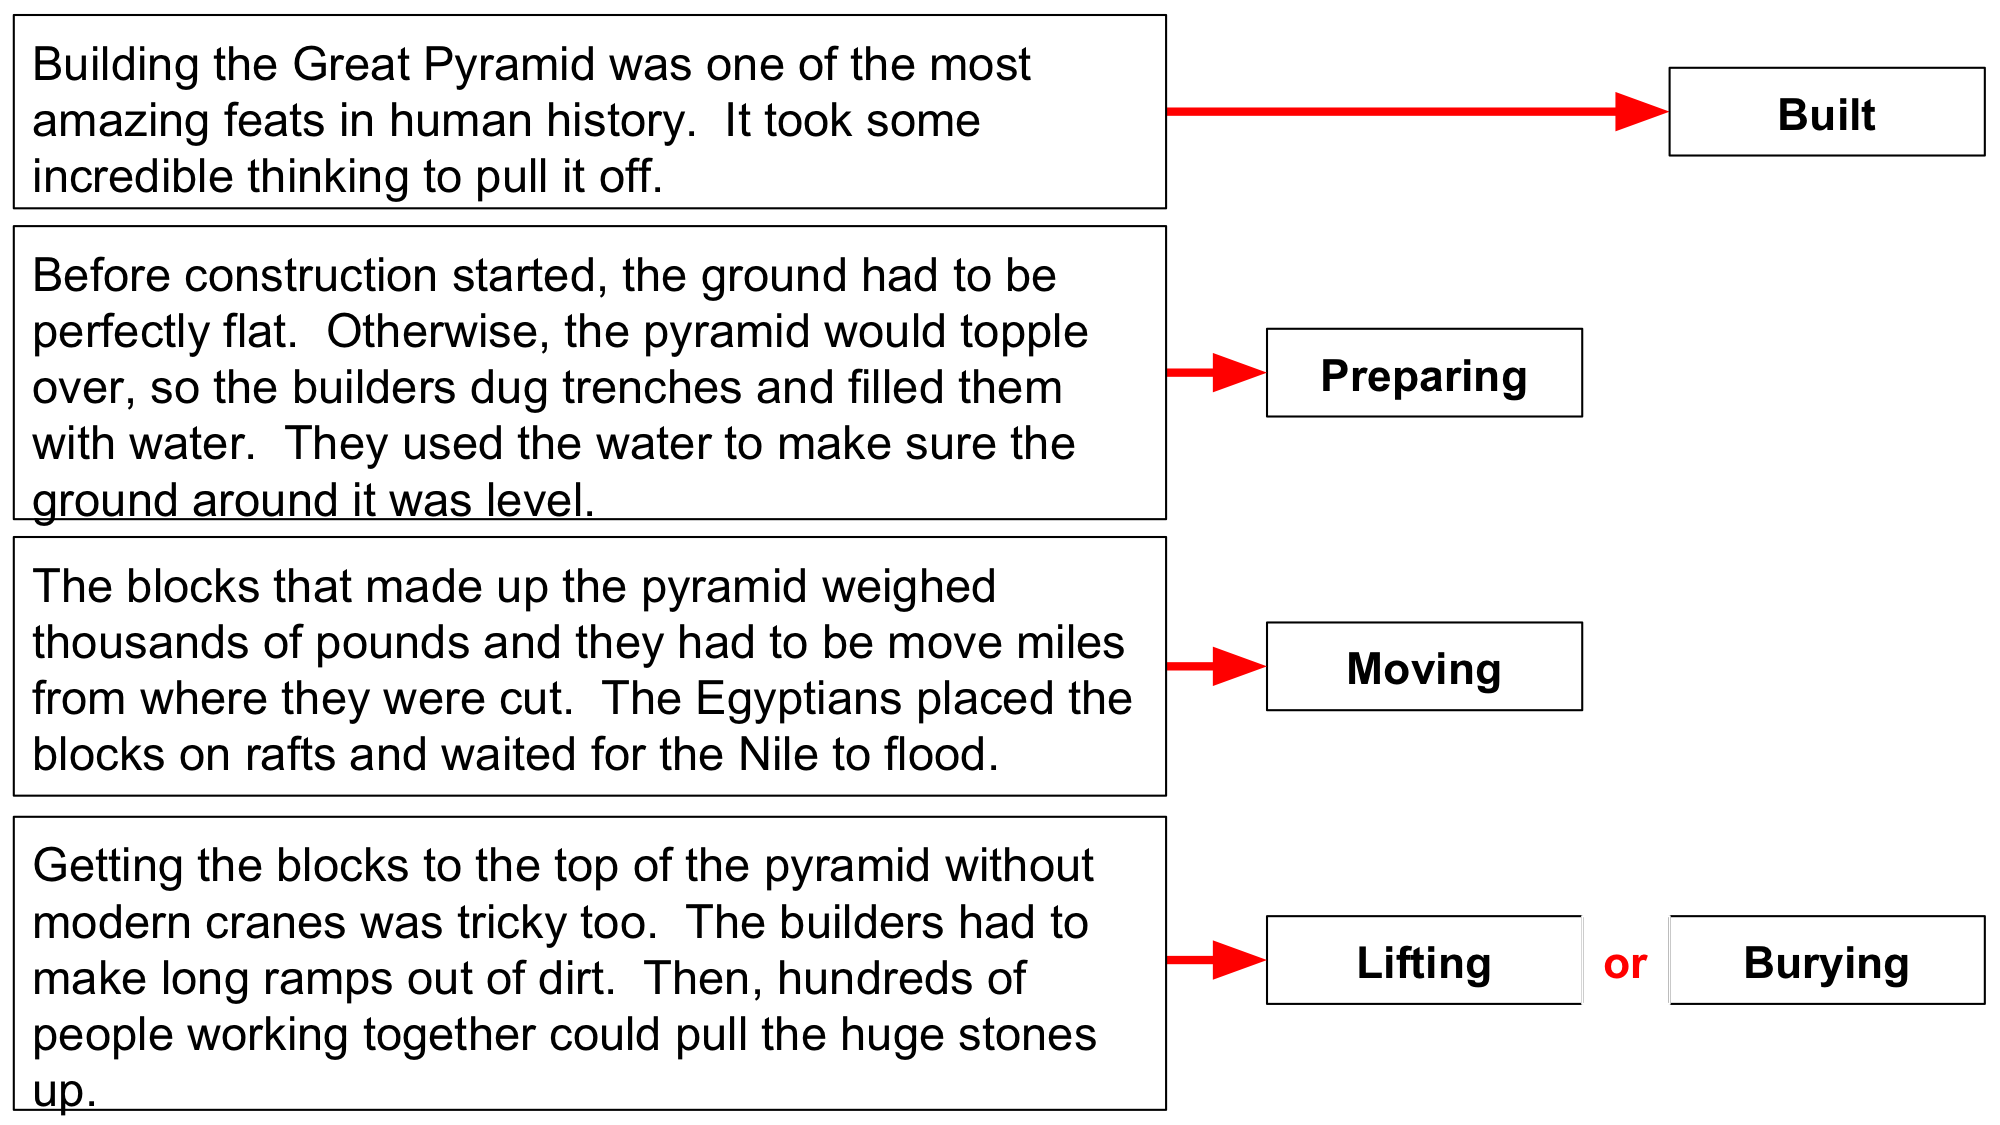 Building the Great Pyramid was one of the most
amazing feats in human history.  It took some
incredible thinking to pull it off.
Built
Before construction started, the ground had to be
perfectly flat.  Otherwise, the pyramid would topple
over, so the builders dug trenches and filled them
with water.  They used the water to make sure the
ground around it was level.
Preparing
The blocks that made up the pyramid weighed
thousands of pounds and they had to be move miles
from where they were cut.  The Egyptians placed the
blocks on rafts and waited for the Nile to flood.
Moving
Getting the blocks to the top of the pyramid without
modern cranes was tricky too.  The builders had to
make long ramps out of dirt.  Then, hundreds of
people working together could pull the huge stones
up.
Lifting or Burying